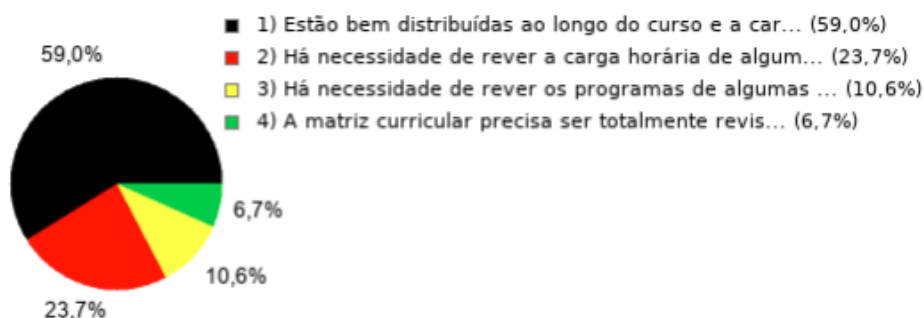 1) Estão bem distribuídas ao longo do curso e a car... (59,0%)
2) Há necessidade de rever a carga horária de algum... (23,7%)
3) Há necessidade de rever os programas de algumas ... (10,6%)
4) A matriz curricular precisa ser totalmente revis... (6,7%)
59,0%
6,7%
10,6%
23,7%